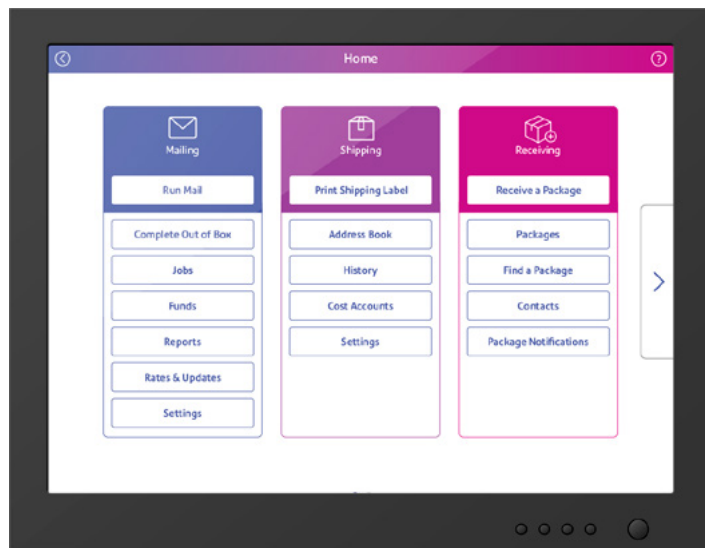 Home
Mailing
Run Mail
Complete Out of Box
Jobs
Funds
Reports
Rates & Updates
Settings
Shipping
Print Shipping Label
Address Book
History
Cost Accounts
Settings
Receiving
Receive a Package
Packages
Find a Package
Contacts
Package Notifications